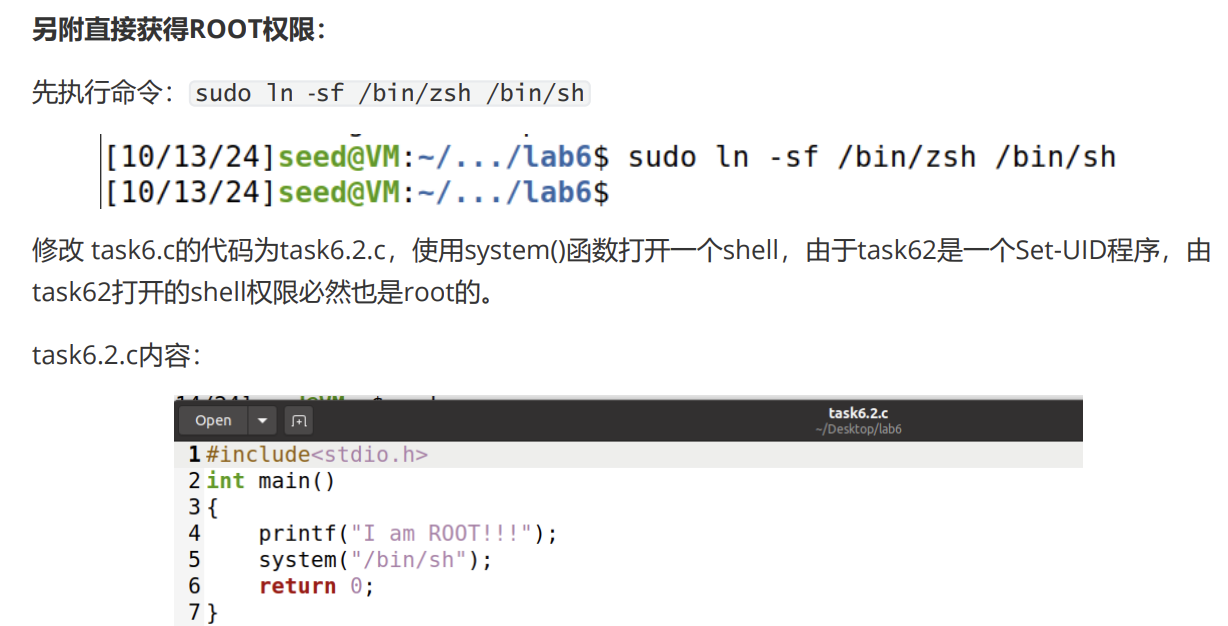 另附直接获得ROOT权限：
先执行命令： sudo ln -sf /bin/zsh /bin/sh
[10/13/24]seed@VM:~/.../lab6$ sudo ln -sf /bin/zsh /bin/sh
[10/13/24]seed@VM:~/.../lab6$
修改 task6.c的代码为task6.2.c，使用system()函数打开一个shell，由于task62是一个Set-UID程序，由
task62打开的shell权限必然也是root的。
task6.2.c内容：
Open
task6.2.c
~/Desktop/lab6
1 #include<stdio.h>
2 int main()
3 {
4     printf("I am ROOT!!!");
5     system("/bin/sh");
6     return 0;
7 }